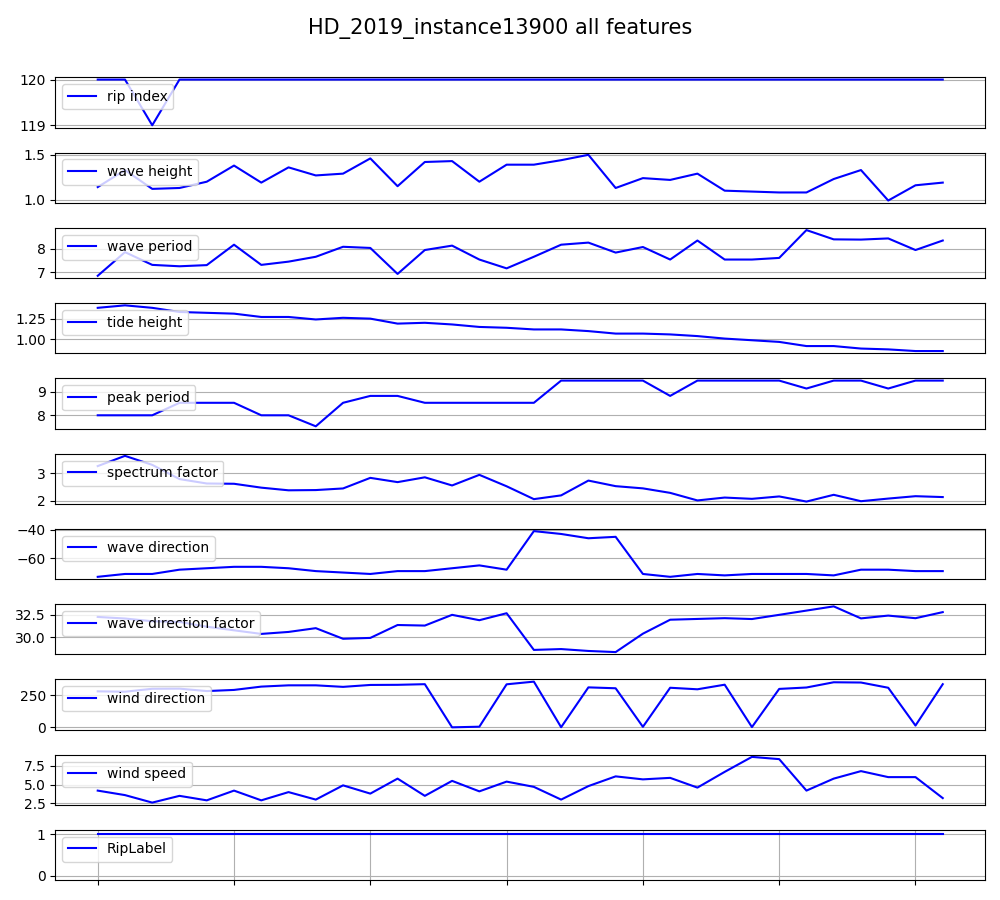 HD_2019_instance13900 all features
120
119
rip index
1.5
1.0
wave height
8
7
wave period
1.25
1.00
tide height
9
8
peak period
3
2
spectrum factor
−40
−60
wave direction
32.5
30.0
wave direction factor
250
0
wind direction
7.5
5.0
2.5
wind speed
1
0
RipLabel